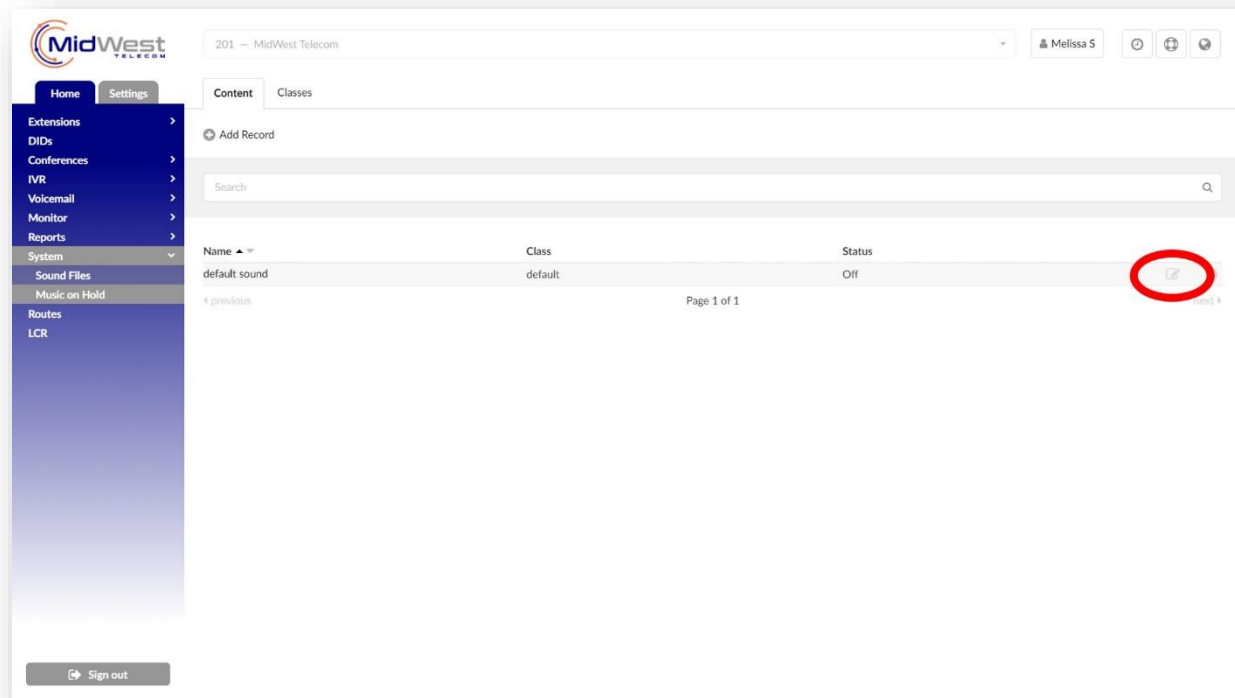 MidWest
TELECOM
201 — MidWest Telecom
Melissa S
Home
Settings
Content
Classes
Extensions
DIDs
Conferences
IVR
Voicemail
Monitor
Reports
System
Sound Files
Music on Hold
Routes
LCR
Add Record
Search
Name
Class
Status
default sound
default
Off
previous
Page 1 of 1
next
Sign out